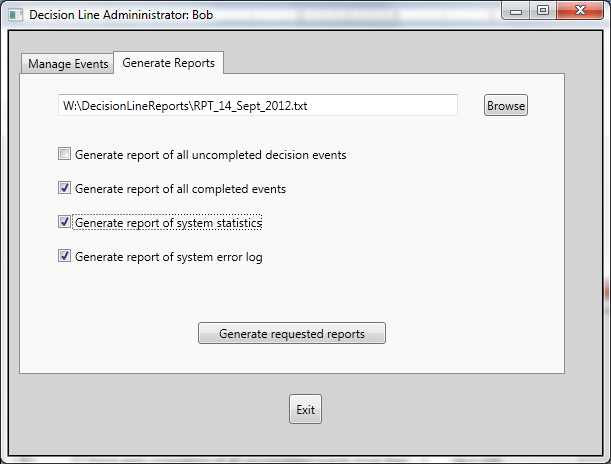 Decision Line Admininistrator: Bob
Manage Events
Generate Reports
W:\DecisionLineReports\RPT_14_Sept_2012.txt
Browse
Generate report of all uncompleted decision events
Generate report of all completed events
Generate report of system statistics
Generate report of system error log
Generate requested reports
Exit